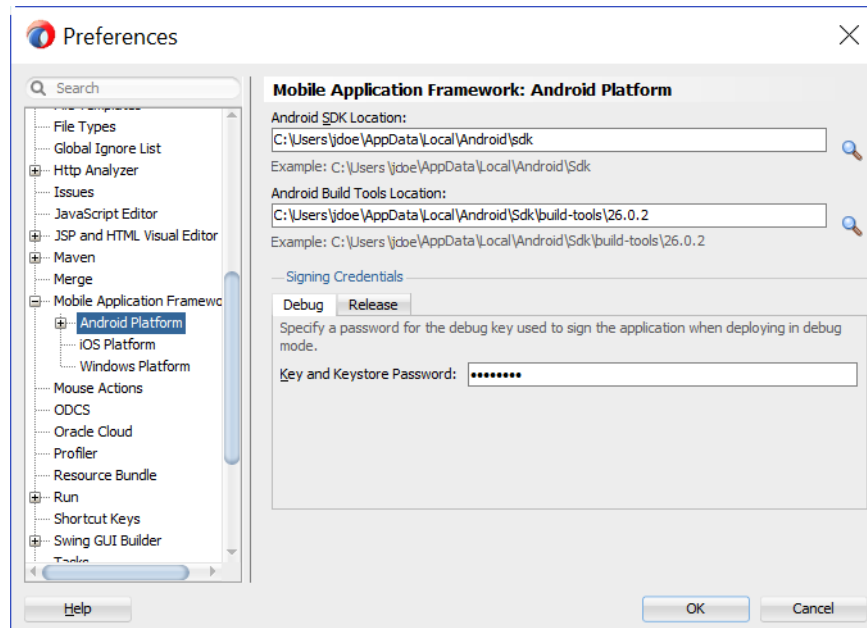 Preferences
Search
File Templates
File Types
Global Ignore List
Http Analyzer
Issues
JavaScript Editor
JSP and HTML Visual Editor
Maven
Merge
Mobile Application Framewo
Android Platform
iOS Platform
Windows Platform
Mouse Actions
ODCS
Oracle Cloud
Profiler
Resource Bundle
Run
Shortcut Keys
Swing GUI Builder
Tasks
Mobile Application Framework: Android Platform
Android SDK Location:
C:\Users\jdoe\AppData\Local\Android\sdk
Example: C:\Users\jdoe\AppData\Local\Android\Sdk
Android Build Tools Location:
C:\Users\jdoe\AppData\Local\Android\Sdk\build-tools\26.0.2
Example: C:\Users\jdoe\AppData\Local\Android\Sdk\build-tools\26.0.2
Signing Credentials
Debug Release
Specify a password for the debug key used to sign the application when deploying in debug
mode.
Key and Keystore Password: ••••••••
Help OK Cancel